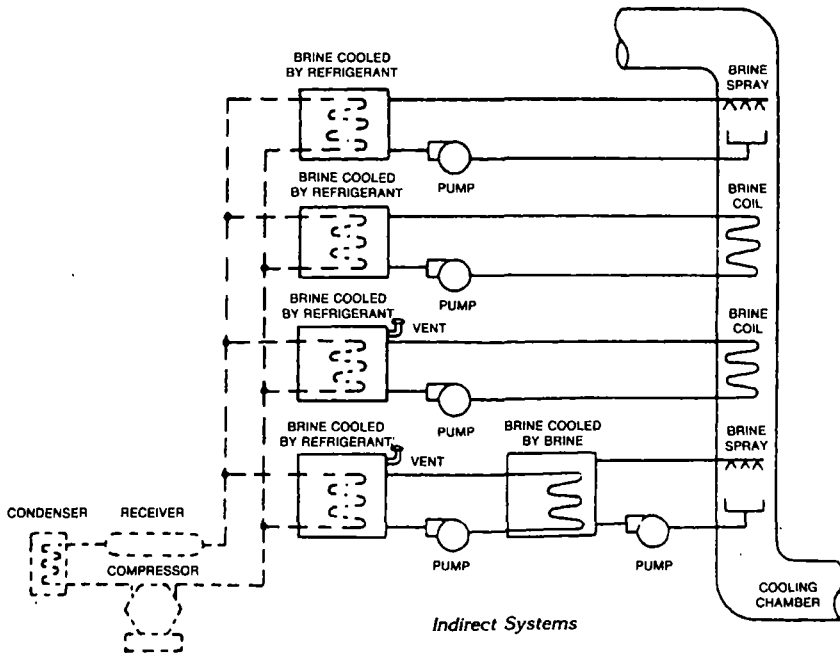 BRINE COOLED
BY REFRIGERANT
BRINE
SPRAY
PUMP
BRINE COOLED
BY REFRIGERANT
BRINE
COIL
PUMP
BRINE COOLED
BY REFRIGERANT
VENT
BRINE
COIL
PUMP
BRINE COOLED
BY REFRIGERANT
VENT
BRINE COOLED
BY BRINE
BRINE
SPRAY
PUMP
PUMP
CONDENSER
RECEIVER
COMPRESSOR
COOLING
CHAMBER
Indirect Systems